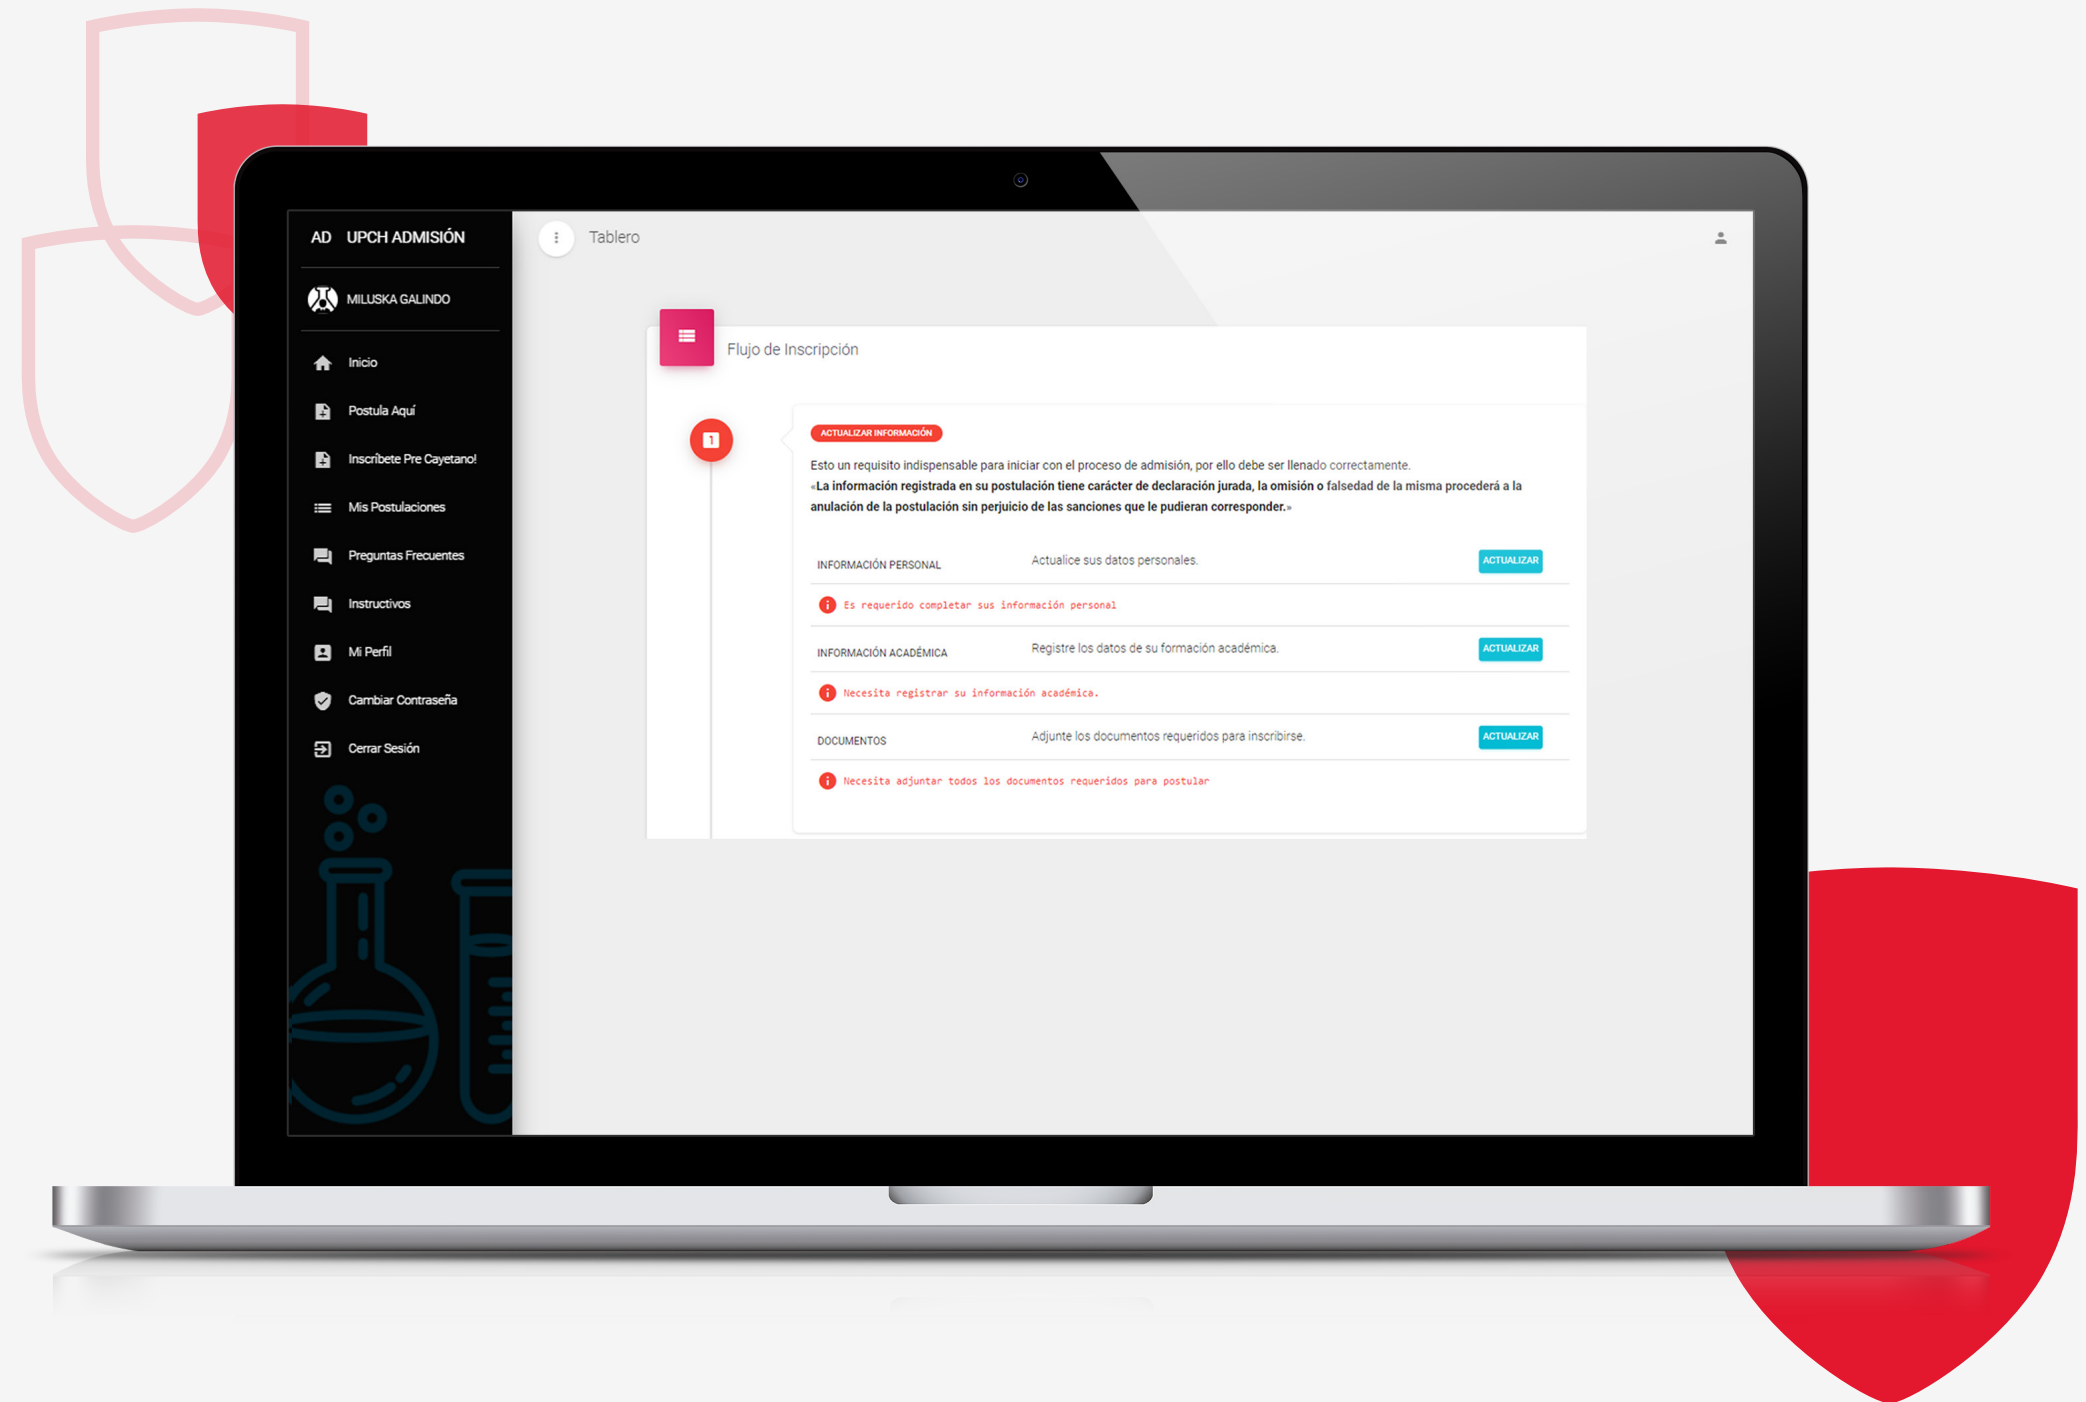 AD UPCH ADMISIÓN
MILUSKA GALINDO
Inicio
Postula Aquí
Inscríbete Pre Cayetano!
Mis Postulaciones
Preguntas Frecuentes
Instructivos
Mi Perfil
Cambiar Contraseña
Cerrar Sesión
Tablero
Flujo de Inscripción
1
ACTUALIZAR INFORMACIÓN
Esto un requisito indispensable para iniciar con el proceso de admisión, por ello debe ser llenado correctamente.
«La información registrada en su postulación tiene carácter de declaración jurada, la omisión o falsedad de la misma procederá a la
anulación de la postulación sin perjuicio de las sanciones que le pudieran corresponder.»
INFORMACIÓN PERSONAL Actualice sus datos personales. ACTUALIZAR
Es requerido completar sus información personal
INFORMACIÓN ACADÉMICA Registre los datos de su formación académica. ACTUALIZAR
Necesita registrar su información académica.
DOCUMENTOS Adjunte los documentos requeridos para inscribirse. ACTUALIZAR
Necesita adjuntar todos los documentos requeridos para postular